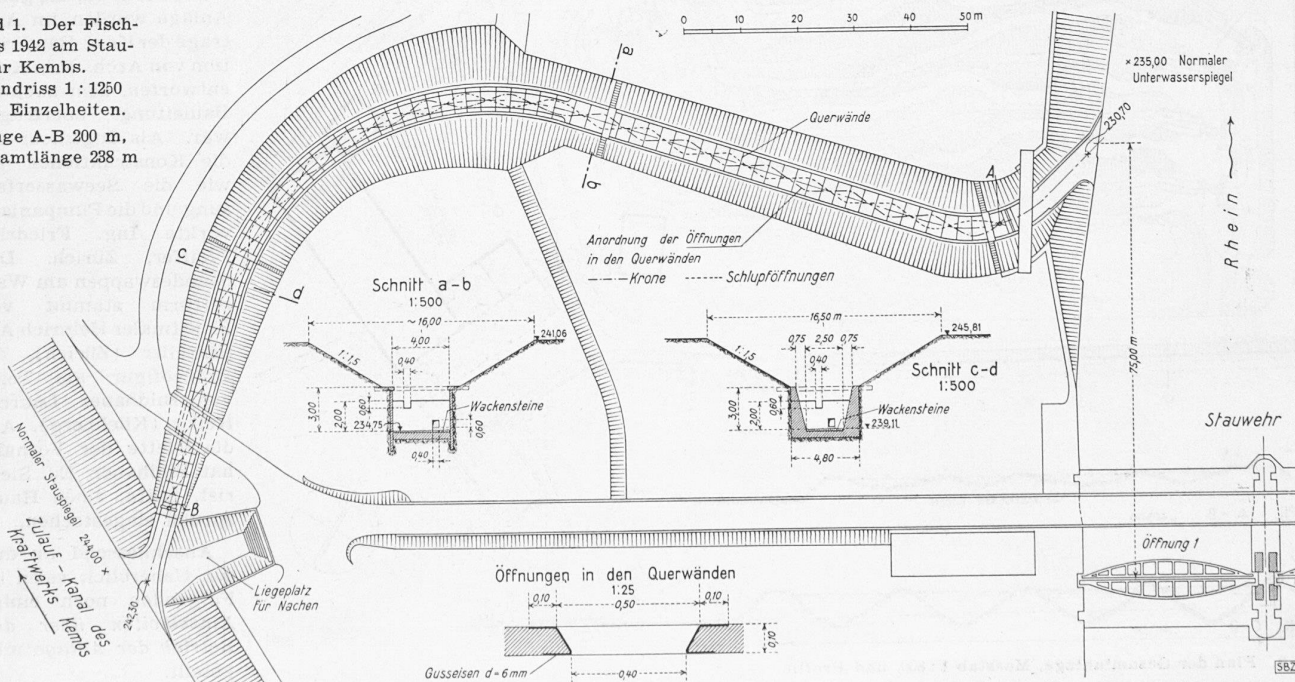 1. Der Fisch-
s 1942 am Stau-
r Kembs.
ndriss 1 : 1250
Einzelheiten.
ge A-B 200 m,
amtlänge 238 m
0 10 20 30 40 50 m
× 235,00 Normaler
Unterwasserspiegel
230,70
Rhein
75,00 m
Stauwehr
Öffnung 1
a
b
Querwände
A
Anordnung der Öffnungen
in den Querwänden
Krone Schlupföffnungen
c
d
B
Schnitt a-b
1:500
~16,00
241,06
4,00
0,40
1:1,5
3,00
2,00
0,60
234,75
Wackensteine
0,60
0,40
16,50 m
245,81
0,75 2,50 0,75
0,40
1:1,5
Schnitt c-d
1:500
3,00
2,00
0,60
Wackensteine
239,11
4,80
Normaler Stauspiegel 244,00 ×
Zulauf-Kanal des
Kraftwerks Kembs
242,50
Liegeplatz
für Nachen
Öffnungen in den Querwänden
1:25
0,10 0,50 0,10
0,10
Gusseisen d = 6 mm
0,40
SBZ